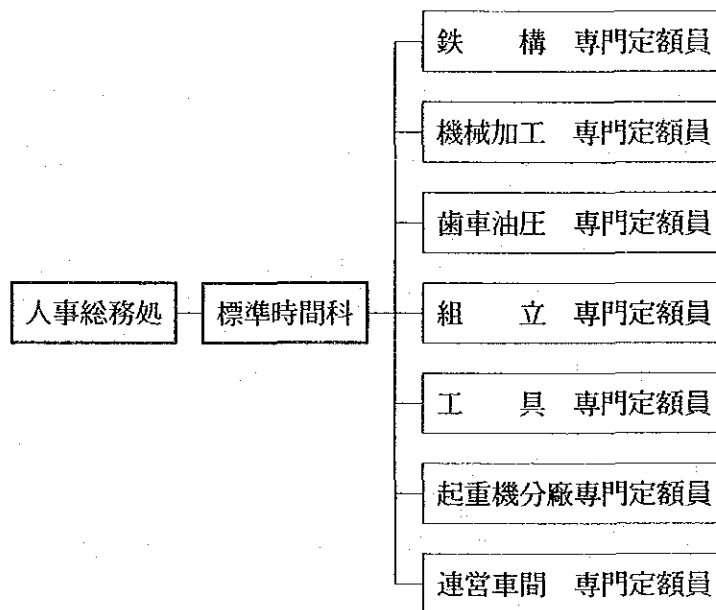 鉄　　構　専門定額員
機械加工　専門定額員
歯車油圧　専門定額員
人事総務処
標準時間科
組　　立　専門定額員
工　　具　専門定額員
起重機分廠専門定額員
連営車間　専門定額員